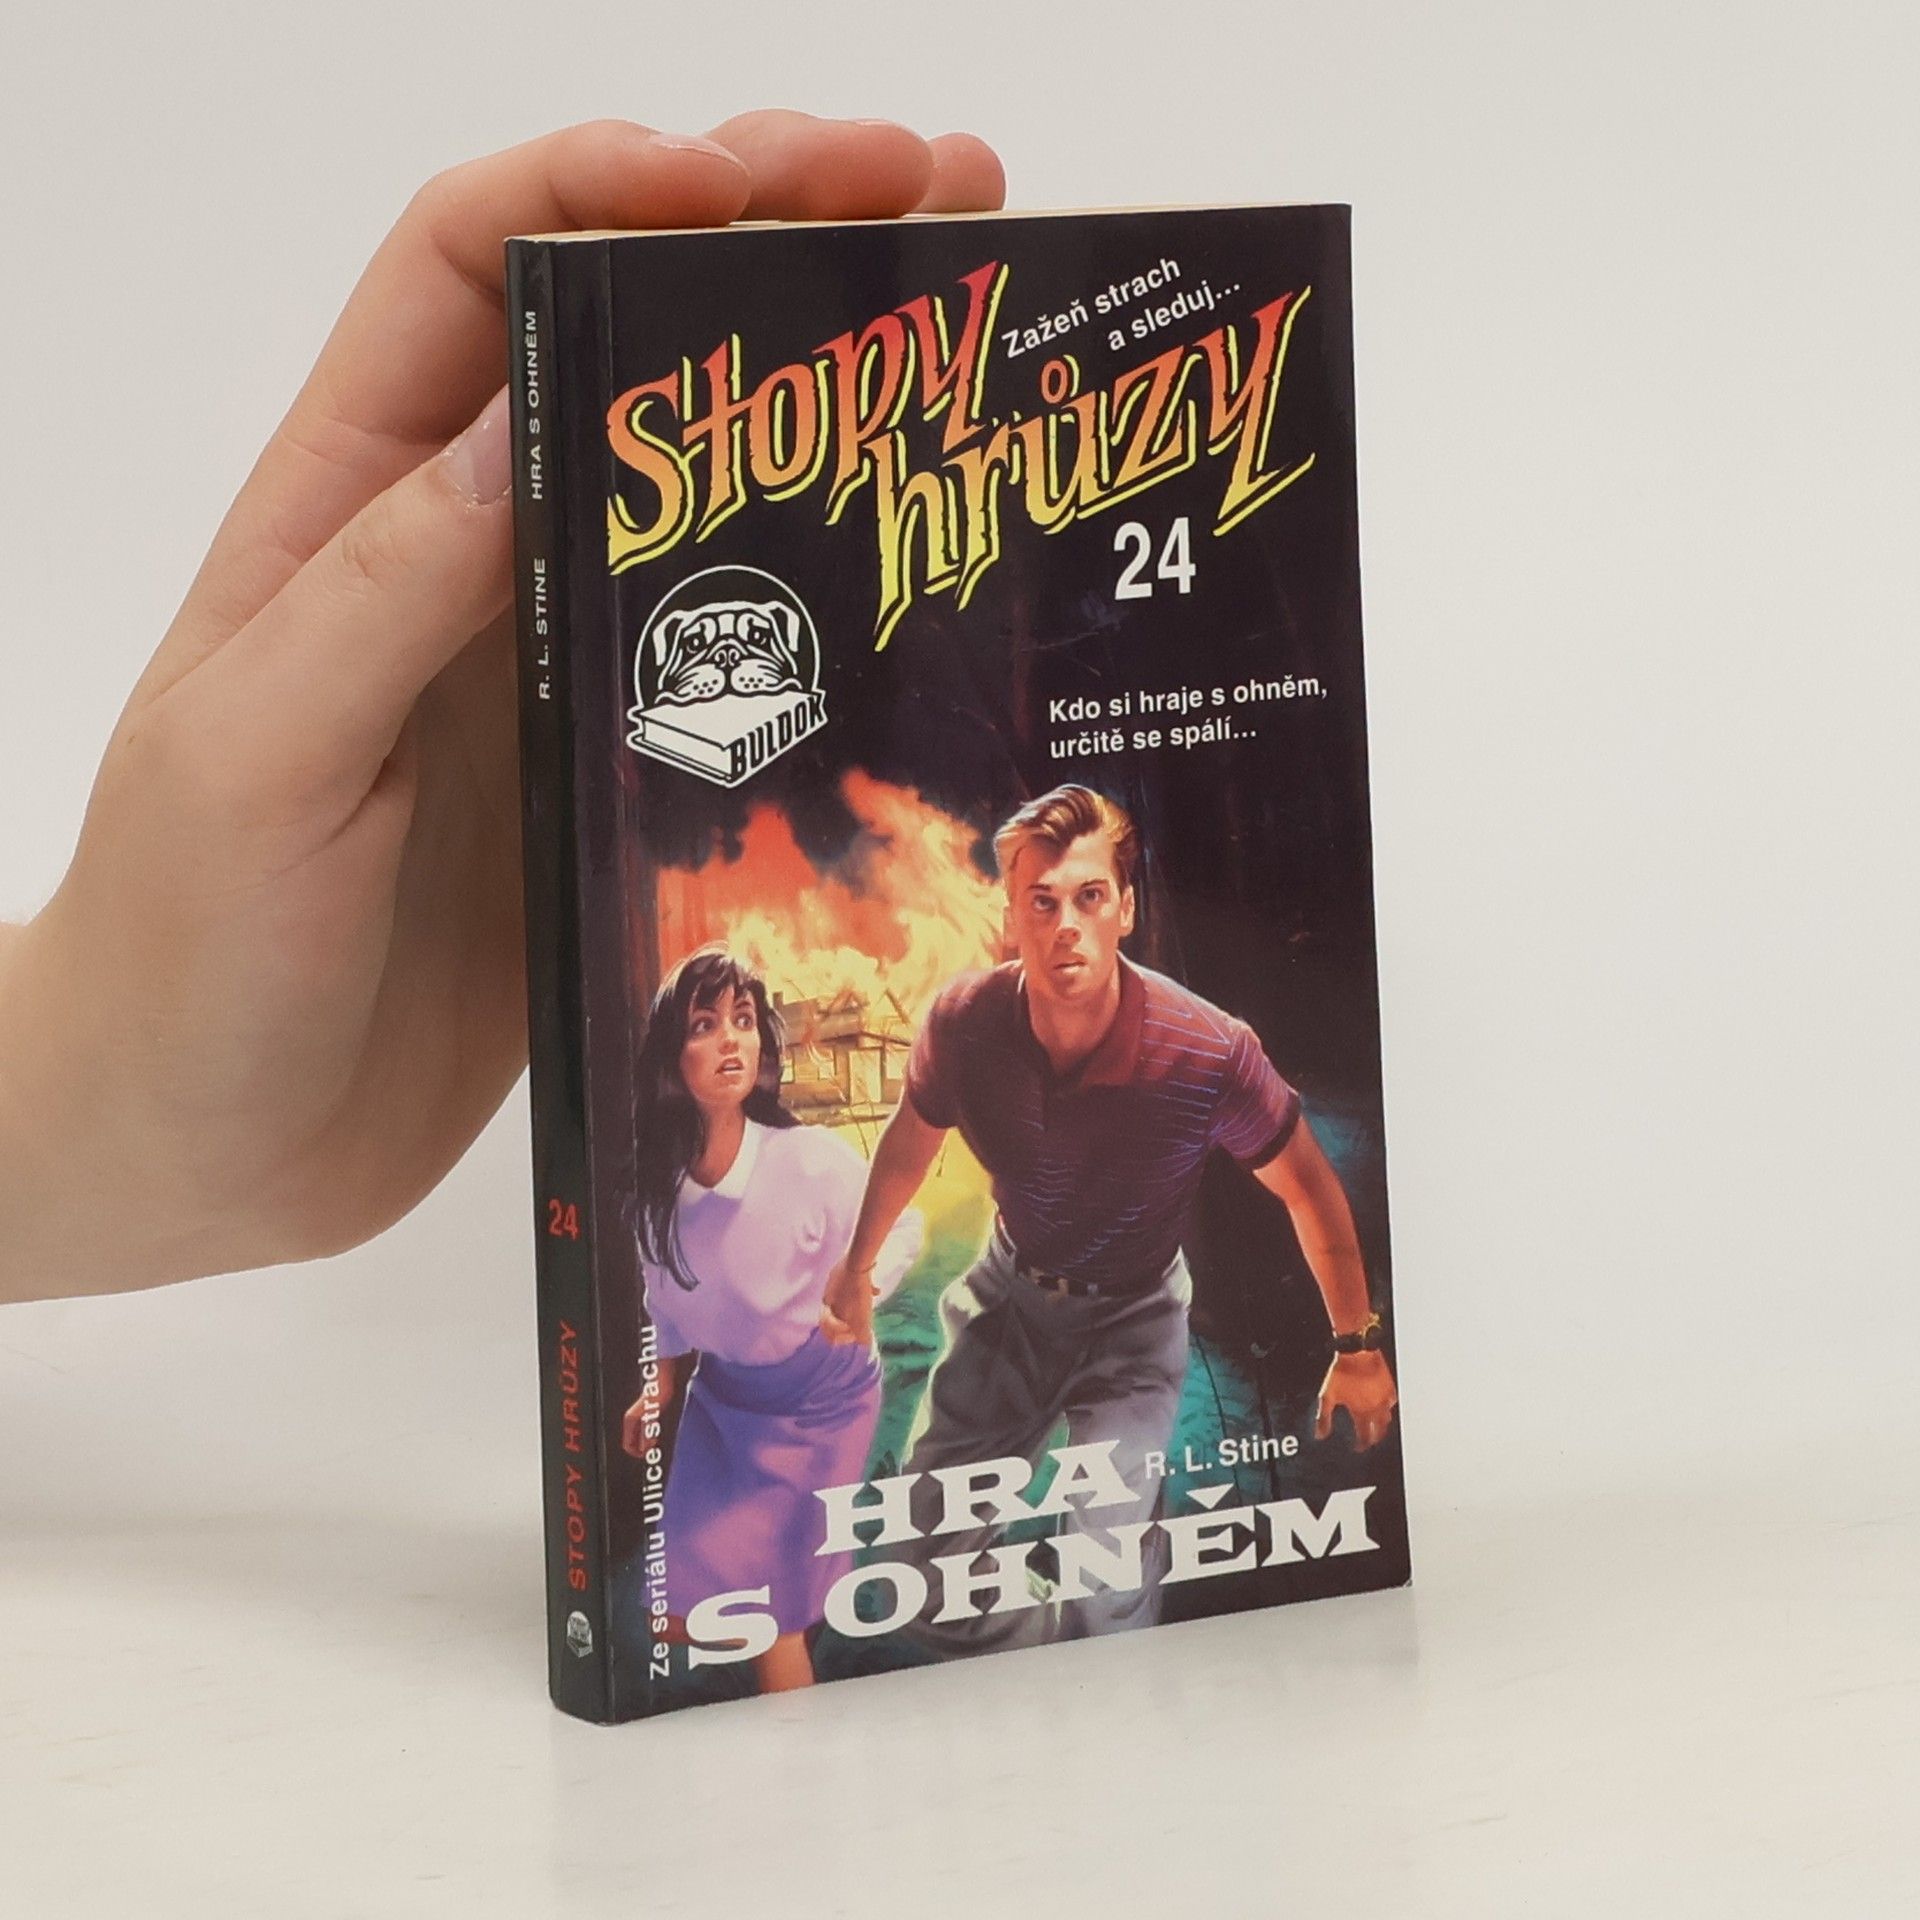 Zažeň strach
a sleduj...
Stopy
hrůzy
24
BULDOK
Kdo si hraje s ohněm,
určitě se spálí...
Ze seriálu Ulice strachu
HRA
R. L. Stine
S OHNĚM
R. L. STINE HRA S OHNĚM
24
STOPY HRŮZY